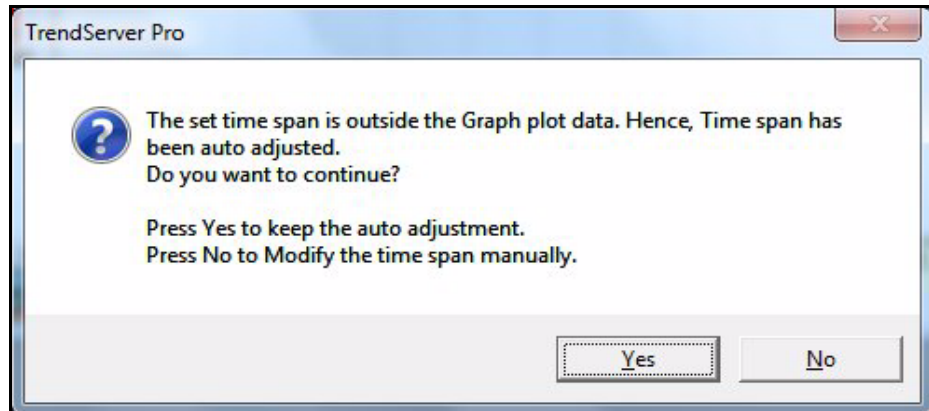 TrendServer Pro
The set time span is outside the Graph plot data. Hence, Time span has
been auto adjusted.
Do you want to continue?
Press Yes to keep the auto adjustment.
Press No to Modify the time span manually.
Yes
No